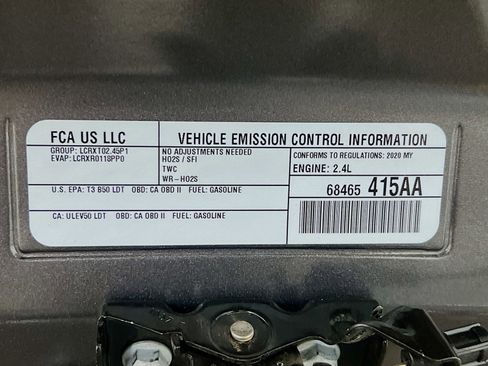 FCA US LLC
VEHICLE EMISSION CONTROL INFORMATION
GROUP: LCRXT02.45P1
EVAP: LCRXR0118PP0
NO ADJUSTMENTS NEEDED
HO2S / SFI
TWC
WR-HO2S
CONFORMS TO REGULATIONS: 2020 MY
ENGINE: 2.4L
68465 415AA
U.S. EPA: T3 B50 LDT OBD: CA OBD II FUEL: GASOLINE
CA: ULEV50 LDT OBD: CA OBD II FUEL: GASOLINE